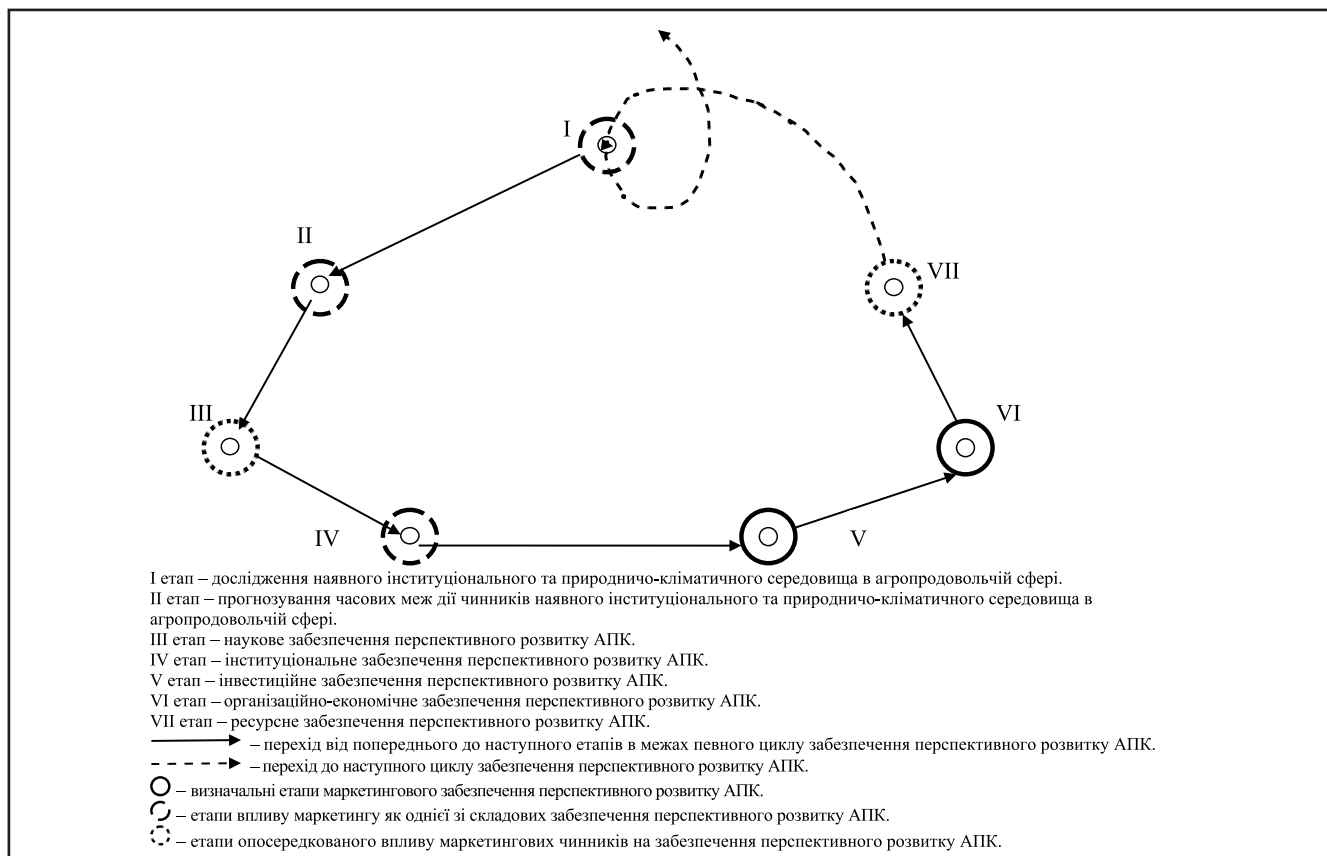 I
II
VII
III
VI
IV
V
I етап – дослідження наявного інституціонального та природничо-кліматичного середовища в агропродовольчій сфері.
II етап – прогнозування часових меж дії чинників наявного інституціонального та природничо-кліматичного середовища в
агропродовольчій сфері.
III етап – наукове забезпечення перспективного розвитку АПК.
IV етап – інституціональне забезпечення перспективного розвитку АПК.
V етап – інвестиційне забезпечення перспективного розвитку АПК.
VI етап – організаційно-економічне забезпечення перспективного розвитку АПК.
VII етап – ресурсне забезпечення перспективного розвитку АПК.
– перехід від попереднього до наступного етапів в межах певного циклу забезпечення перспективного розвитку АПК.
– перехід до наступного циклу забезпечення перспективного розвитку АПК.
– визначальні етапи маркетингового забезпечення перспективного розвитку АПК.
– етапи впливу маркетингу як однієї зі складових забезпечення перспективного розвитку АПК.
– етапи опосередкованого впливу маркетингових чинників на забезпечення перспективного розвитку АПК.